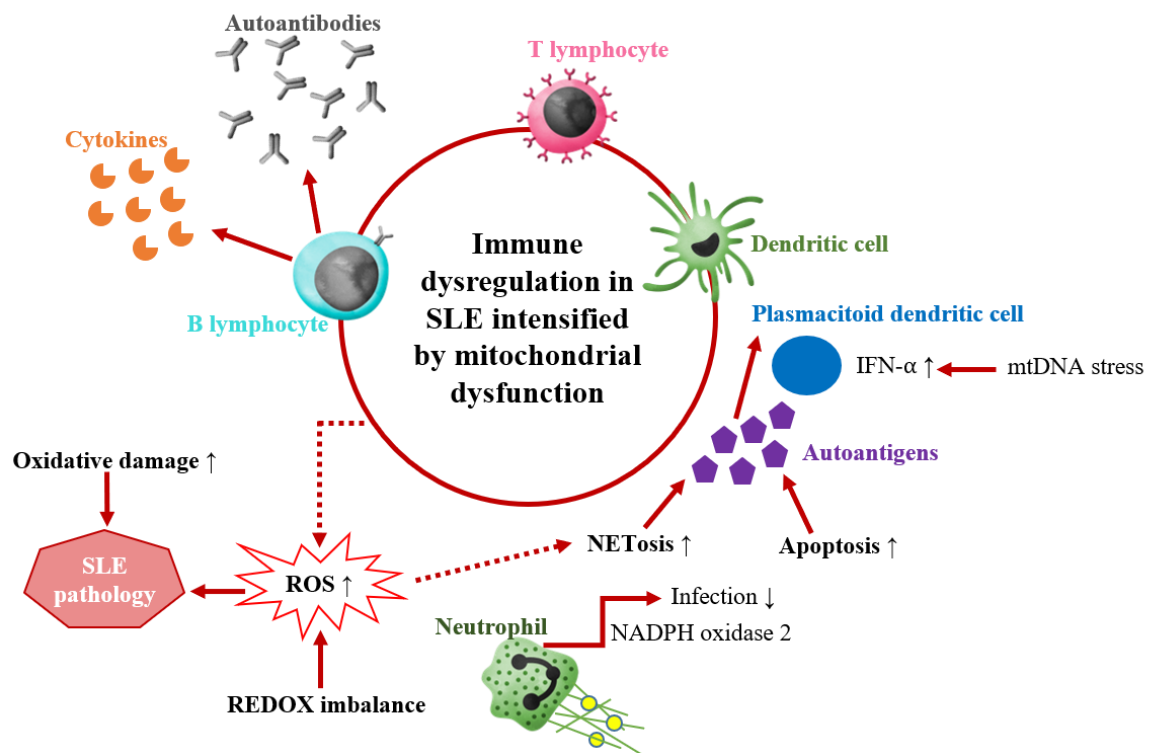 Autoantibodies
T lymphocyte
Cytokines
Immune
dysregulation in
SLE intensified
by mitochondrial
dysfunction
Dendritic cell
B lymphocyte
Plasmacitoid dendritic cell
IFN-α ↑
mtDNA stress
Oxidative damage ↑
Autoantigens
NETosis ↑
Apoptosis ↑
SLE
pathology
ROS ↑
Infection ↓
NADPH oxidase 2
Neutrophil
REDOX imbalance